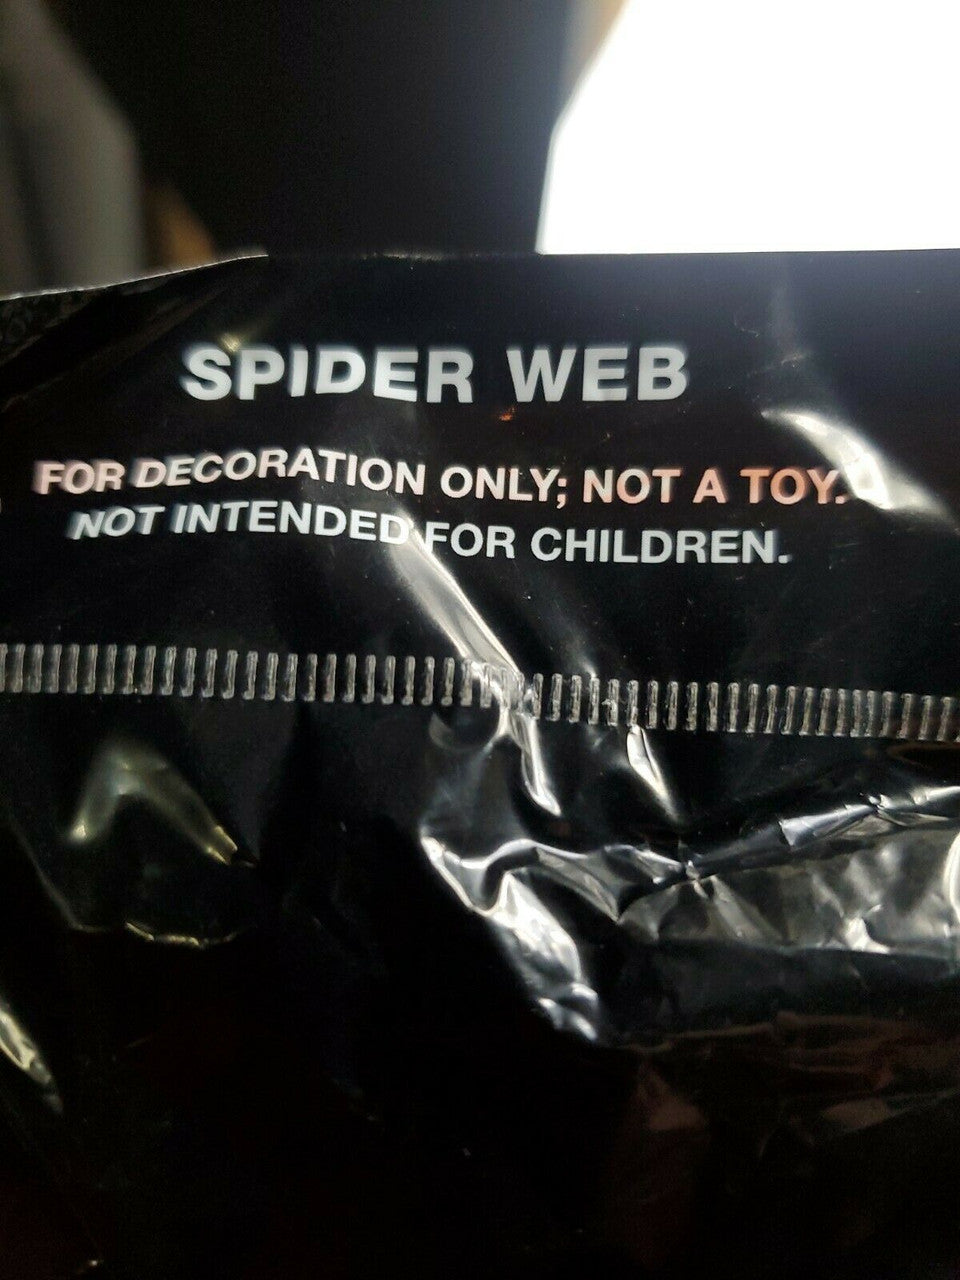 SPIDER WEB
FOR DECORATION ONLY; NOT A TOY.
NOT INTENDED FOR CHILDREN.